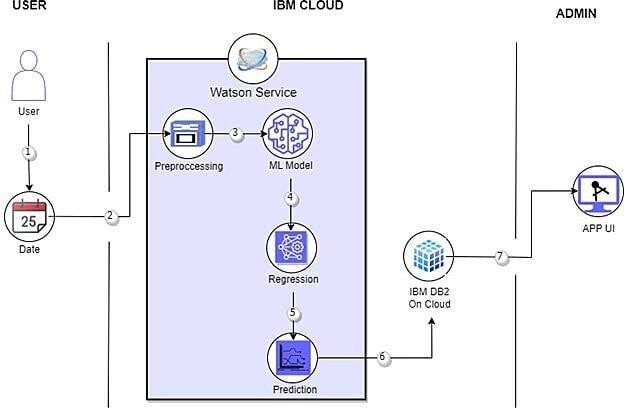 USER
IBM CLOUD
ADMIN
Watson Service
User
1
Preproccessing
3
ML Model
2
25
Date
4
Regression
5
Prediction
6
IBM DB2
On Cloud
7
APP UI